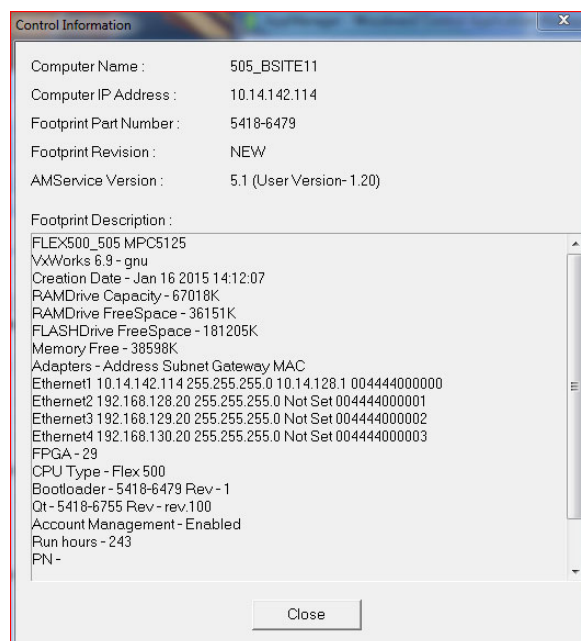 Control Information
Computer Name : 505_BSITE11
Computer IP Address : 10.14.142.114
Footprint Part Number : 5418-6479
Footprint Revision : NEW
AMService Version : 5.1 (User Version- 1.20)
Footprint Description :
FLEX500_505 MPC5125
VxWorks 6.9 - gnu
Creation Date - Jan 16 2015 14:12:07
RAMDrive Capacity - 67018K
RAMDrive FreeSpace - 36151K
FLASHDrive FreeSpace - 181205K
Memory Free - 38598K
Adapters - Address Subnet Gateway MAC
Ethernet1 10.14.142.114 255.255.255.0 10.14.128.1 004444000000
Ethernet2 192.168.128.20 255.255.255.0 Not Set 004444000001
Ethernet3 192.168.129.20 255.255.255.0 Not Set 004444000002
Ethernet4 192.168.130.20 255.255.255.0 Not Set 004444000003
FPGA - 29
CPU Type - Flex 500
Bootloader - 5418-6479 Rev - 1
Qt - 5418-6755 Rev - rev.100
Account Management - Enabled
Run hours - 243
PN -
Close